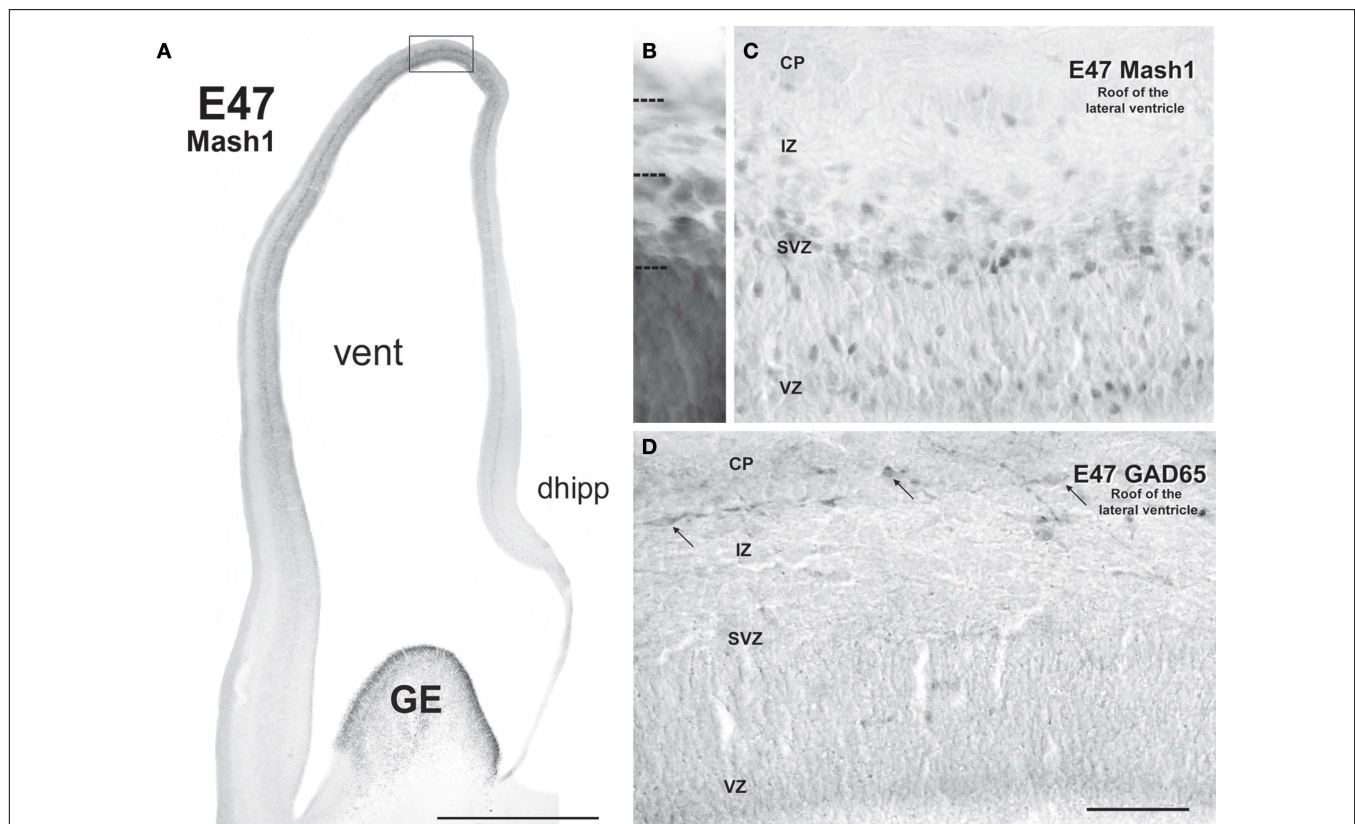 A
E47
Mash1
vent
dhipp
GE
B
C
CP
E47 Mash1
Roof of the
lateral ventricle
IZ
SVZ
VZ
D
CP
E47 GAD65
Roof of the
lateral ventricle
IZ
SVZ
VZ